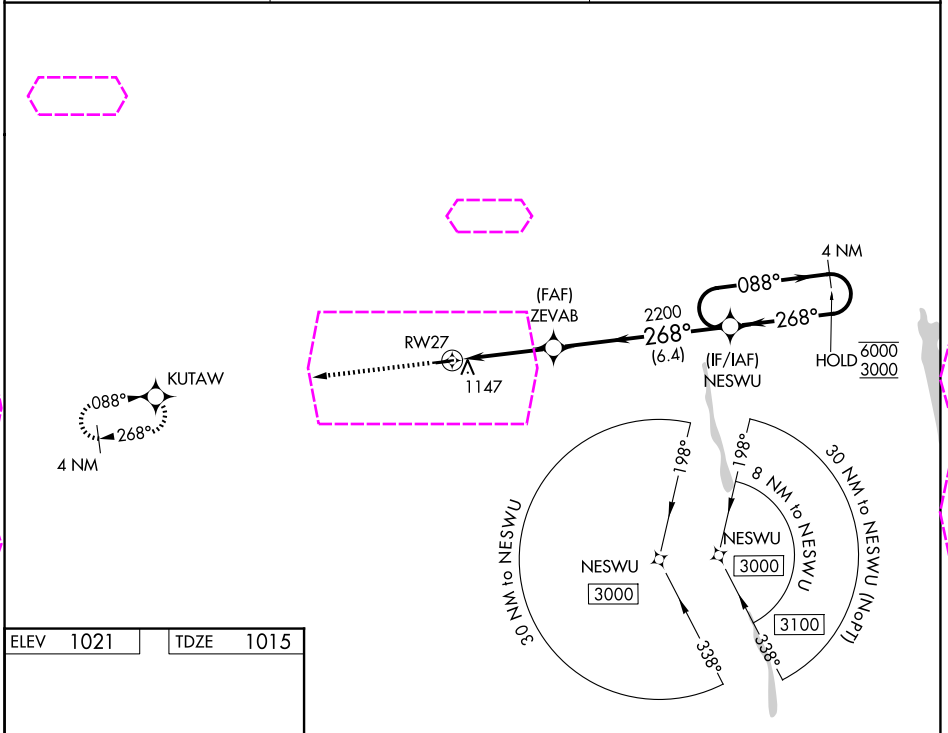 4 NM
088°
(FAF)
ZEVAB
2200
268°
(6.4)
268°
RW27
1147
(IF/IAF)
NESWU
HOLD
6000
3000
KUTAW
088°
268°
4 NM
30 NM to NESWU
198°
NESWU
3000
338°
198°
8 NM to NESWU
30 NM to NESWU (NoPT)
NESWU
3000
3100
338°
ELEV 1021
TDZE 1015